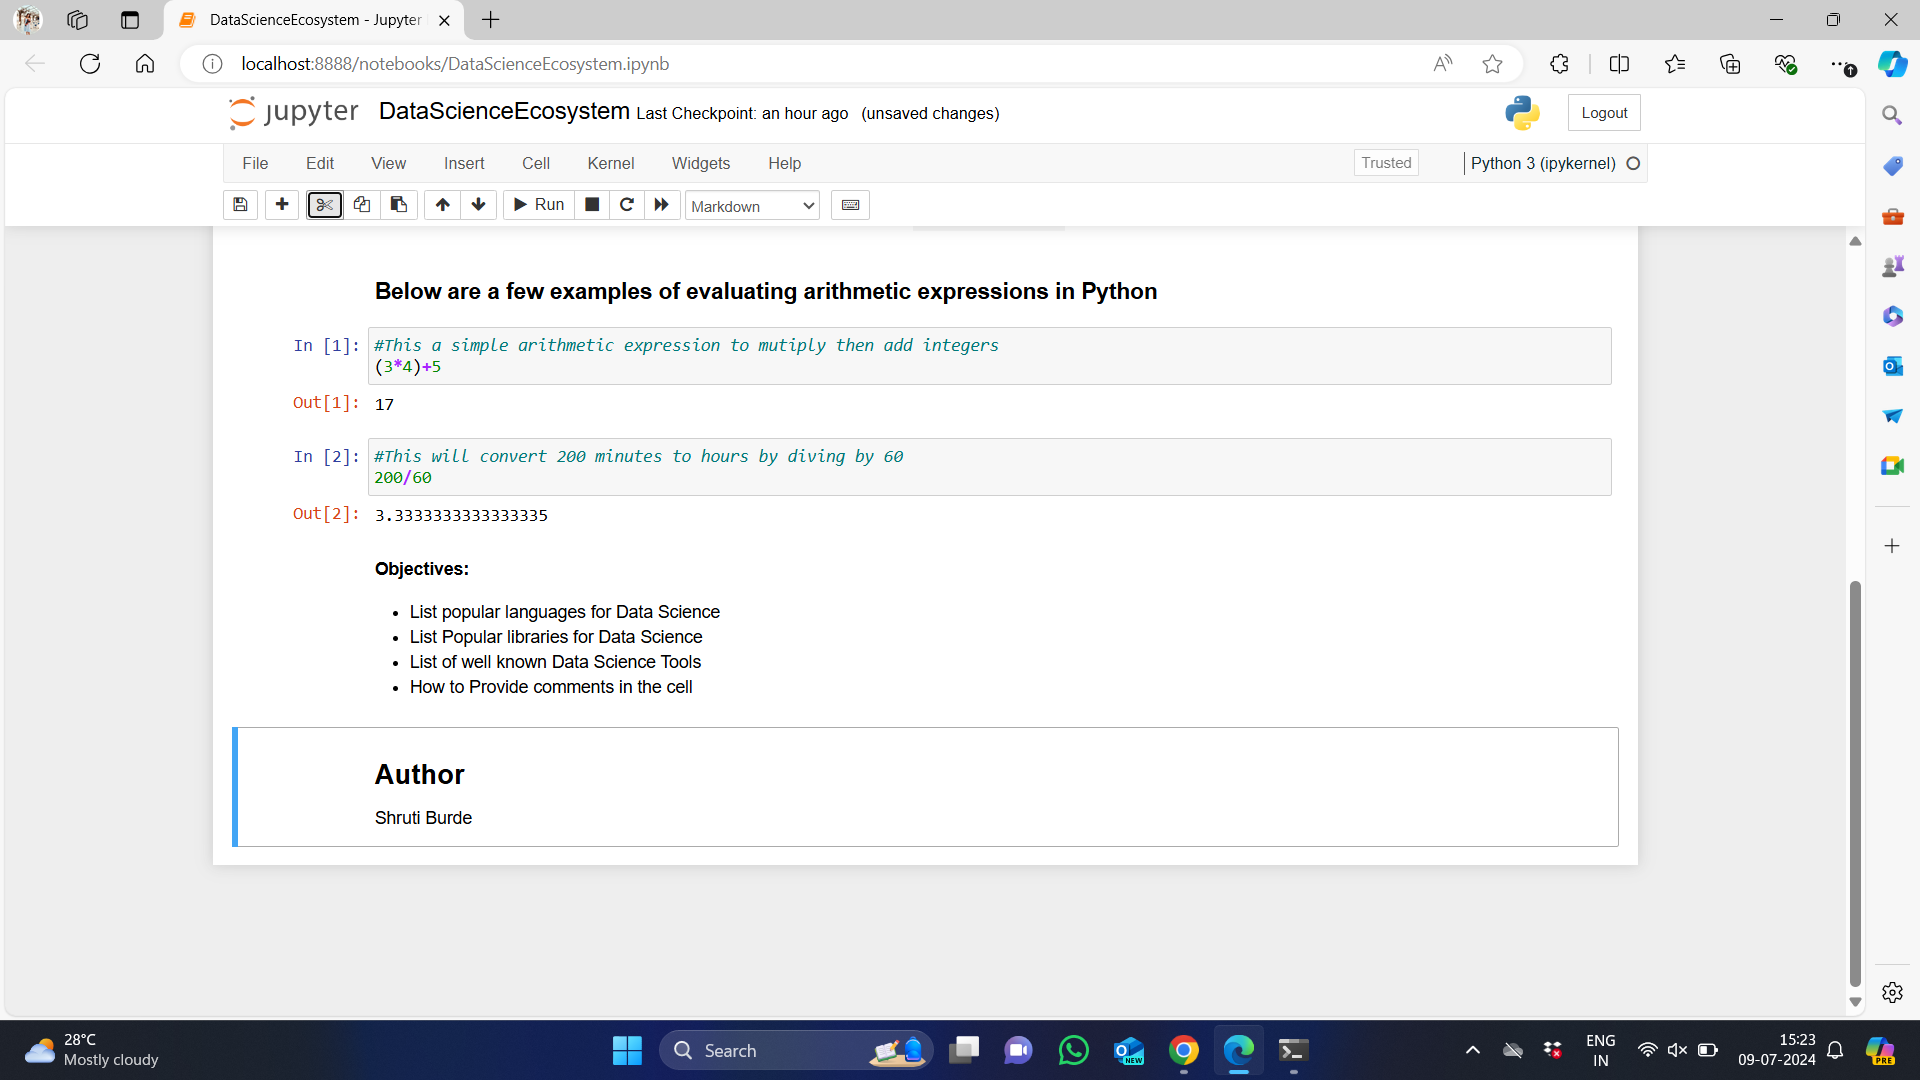 DataScienceEcosystem - Jupyter
localhost:8888/notebooks/DataScienceEcosystem.ipynb
jupyter DataScienceEcosystem Last Checkpoint: an hour ago (unsaved changes)
Logout
File Edit View Insert Cell Kernel Widgets Help
Trusted
Python 3 (ipykernel)
Run
Markdown
Below are a few examples of evaluating arithmetic expressions in Python
In [1]: #This a simple arithmetic expression to mutiply then add integers
(3*4)+5
Out[1]: 17
In [2]: #This will convert 200 minutes to hours by diving by 60
200/60
Out[2]: 3.3333333333333335
Objectives:
• List popular languages for Data Science
• List Popular libraries for Data Science
• List of well known Data Science Tools
• How to Provide comments in the cell
Author
Shruti Burde
28°C
Mostly cloudy
Search
NEW
ENG
IN
15:23
09-07-2024
PRE